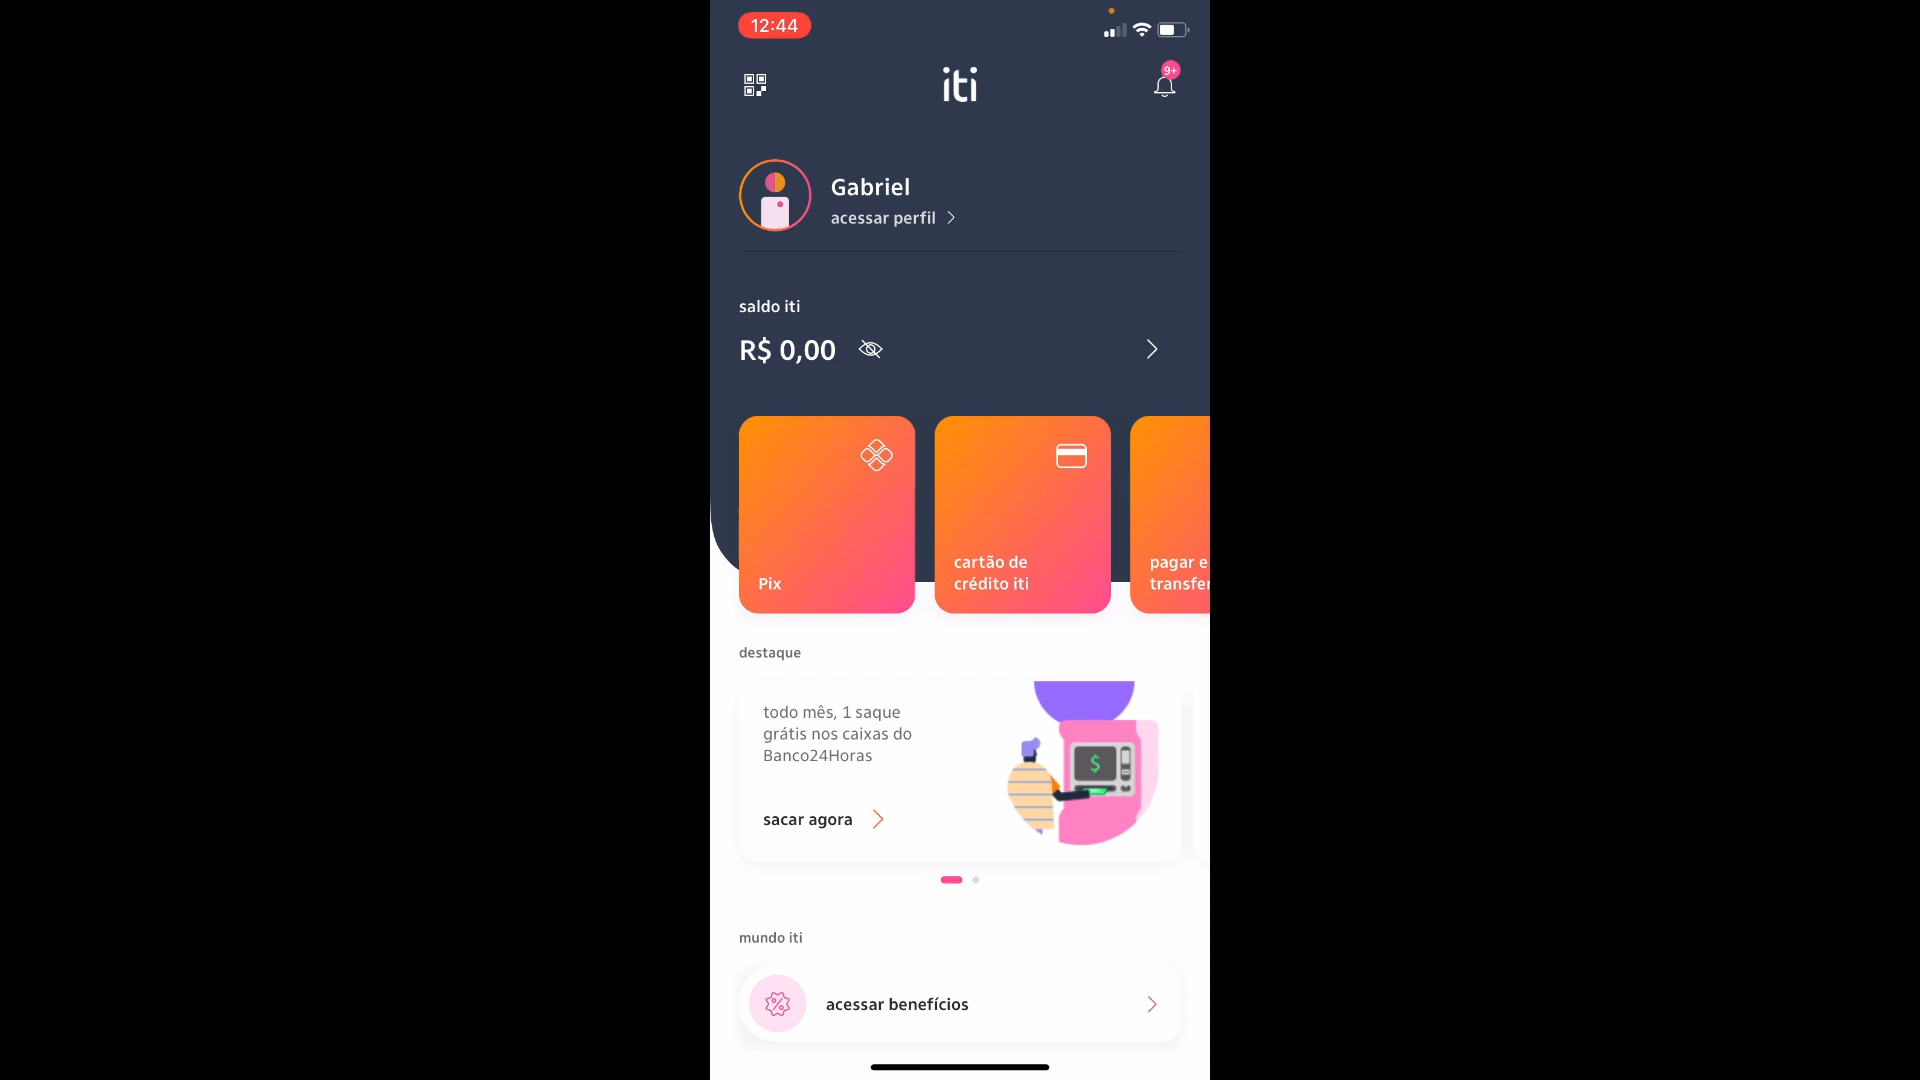 12:44
iti
9+
Gabriel
acessar perfil
saldo iti
R$ 0,00
Pix
cartão de
crédito iti
pagar e
transfer
destaque
todo mês, 1 saque
grátis nos caixas do
Banco24Horas
$
sacar agora
mundo iti
acessar benefícios